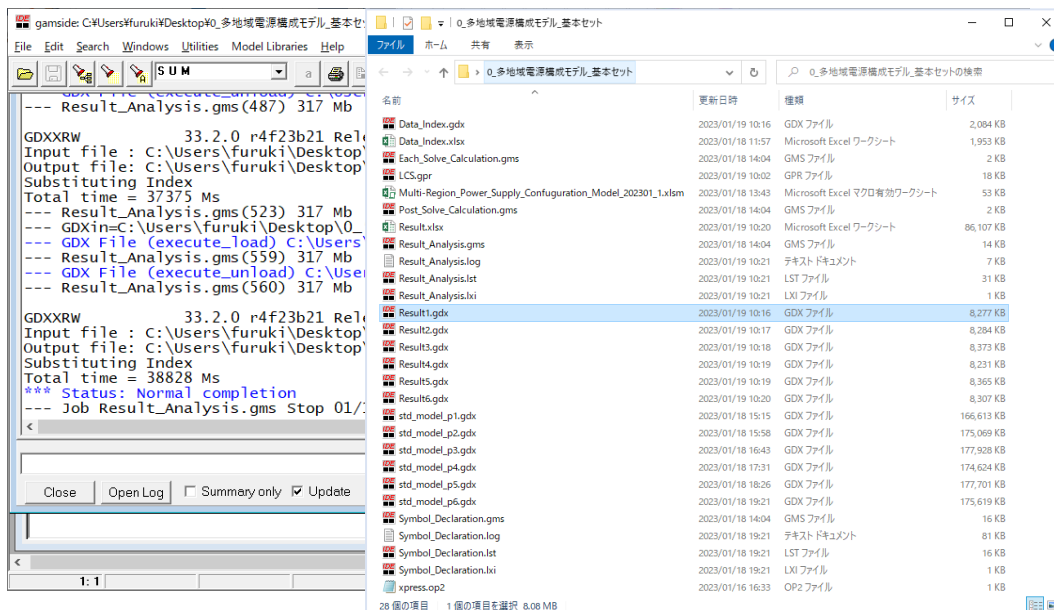 gamside: C:¥Users¥furuki¥Desktop¥0_多地域電源構成モデル_基本セ
File Edit Search Windows Utilities Model Libraries Help
SUM
a
--- Result_Analysis.gms(487) 317 Mb
GDXXRW 33.2.0 r4f23b21 Rel
Input file : C:\Users\furuki\Desktop
Output file: C:\Users\furuki\Desktop
Substituting Index
Total time = 37375 Ms
--- Result_Analysis.gms(523) 317 Mb
--- GDXin=C:\Users\furuki\Desktop\0_
--- GDX File (execute_load) C:\Users
--- Result_Analysis.gms(559) 317 Mb
--- GDX File (execute_unload) C:\Use
--- Result_Analysis.gms(560) 317 Mb
GDXXRW 33.2.0 r4f23b21 Rel
Input file : C:\Users\furuki\Desktop
Output file: C:\Users\furuki\Desktop
Substituting Index
Total time = 38828 Ms
*** Status: Normal completion
--- Job Result_Analysis.gms Stop 01/
Close Open Log Summary only Update
1: 1
0_多地域電源構成モデル_基本セット
ファイル ホーム 共有 表示
0_多地域電源構成モデル_基本セット 0_多地域電源構成モデル_基本セットの検索
名前 更新日時 種類 サイズ
Data_Index.gdx 2023/01/19 10:16 GDX ファイル 2,084 KB
Data_Index.xlsx 2023/01/18 11:57 Microsoft Excel ワークシート 1,953 KB
Each_Solve_Calculation.gms 2023/01/18 14:04 GMS ファイル 2 KB
LCS.gpr 2023/01/19 10:02 GPR ファイル 18 KB
Multi-Region_Power_Supply_Confuguration_Model_202301_1.xlsm 2023/01/18 13:43 Microsoft Excel マクロ有効ワークシート 53 KB
Post_Solve_Calculation.gms 2023/01/18 14:04 GMS ファイル 2 KB
Result.xlsx 2023/01/19 10:20 Microsoft Excel ワークシート 86,107 KB
Result_Analysis.gms 2023/01/18 14:04 GMS ファイル 14 KB
Result_Analysis.log 2023/01/19 10:21 テキスト ドキュメント 7 KB
Result_Analysis.lst 2023/01/19 10:21 LST ファイル 31 KB
Result_Analysis.lxi 2023/01/19 10:21 LXI ファイル 1 KB
Result1.gdx 2023/01/19 10:16 GDX ファイル 8,277 KB
Result2.gdx 2023/01/19 10:17 GDX ファイル 8,284 KB
Result3.gdx 2023/01/19 10:18 GDX ファイル 8,373 KB
Result4.gdx 2023/01/19 10:19 GDX ファイル 8,231 KB
Result5.gdx 2023/01/19 10:19 GDX ファイル 8,365 KB
Result6.gdx 2023/01/19 10:20 GDX ファイル 8,307 KB
std_model_p1.gdx 2023/01/18 15:15 GDX ファイル 166,613 KB
std_model_p2.gdx 2023/01/18 15:58 GDX ファイル 175,069 KB
std_model_p3.gdx 2023/01/18 16:43 GDX ファイル 177,928 KB
std_model_p4.gdx 2023/01/18 17:31 GDX ファイル 174,624 KB
std_model_p5.gdx 2023/01/18 18:26 GDX ファイル 177,701 KB
std_model_p6.gdx 2023/01/18 19:21 GDX ファイル 175,619 KB
Symbol_Declaration.gms 2023/01/18 14:04 GMS ファイル 16 KB
Symbol_Declaration.log 2023/01/18 19:21 テキスト ドキュメント 81 KB
Symbol_Declaration.lst 2023/01/18 19:21 LST ファイル 16 KB
Symbol_Declaration.lxi 2023/01/18 19:21 LXI ファイル 1 KB
xpress.op2 2023/01/16 16:33 OP2 ファイル 1 KB
28 個の項目 1 個の項目を選択 8.08 MB